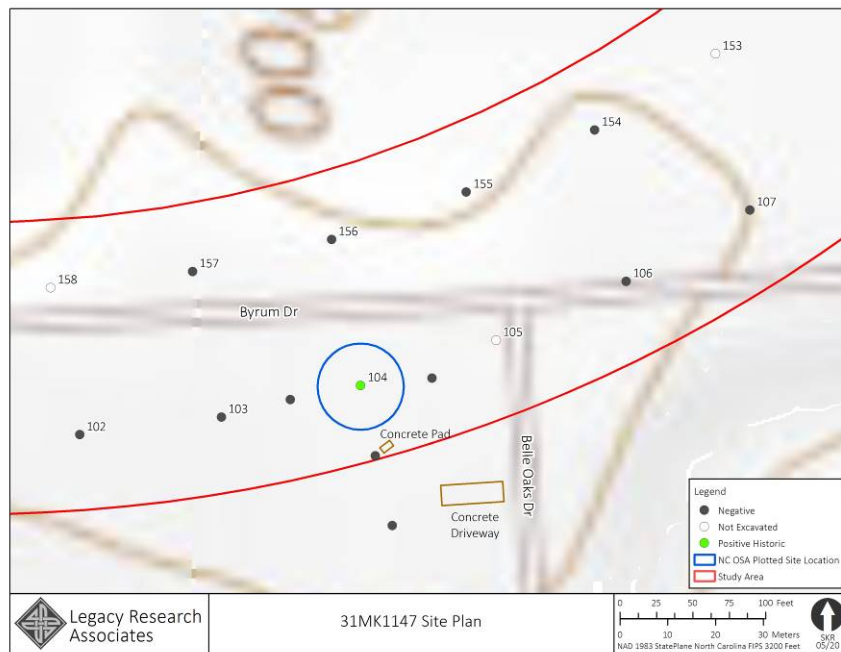 153
154
155
107
156
157
106
158
Byrum Dr
105
104
103
102
Concrete Pad
Belle Oaks Dr
Concrete
Driveway
Legend
Negative
Not Excavated
Positive Historic
NC OSA Plotted Site Location
Study Area
Legacy Research
Associates
31MK1147 Site Plan
0 25 50 75 100 Feet
0 10 20 30 Meters
NAD 1983 StatePlane North Carolina FIPS 3200 Feet
SKR
05/20